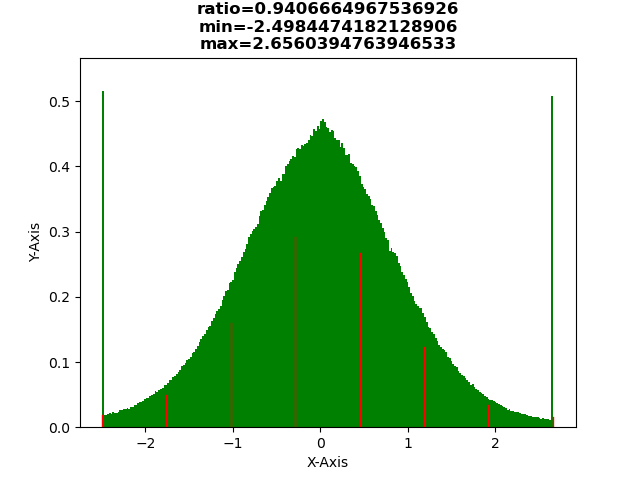 ratio=0.9406664967536926
min=-2.4984474182128906
max=2.6560394763946533
0.5
0.4
0.3
0.2
0.1
0.0
Y-Axis
−2
−1
0
1
2
X-Axis